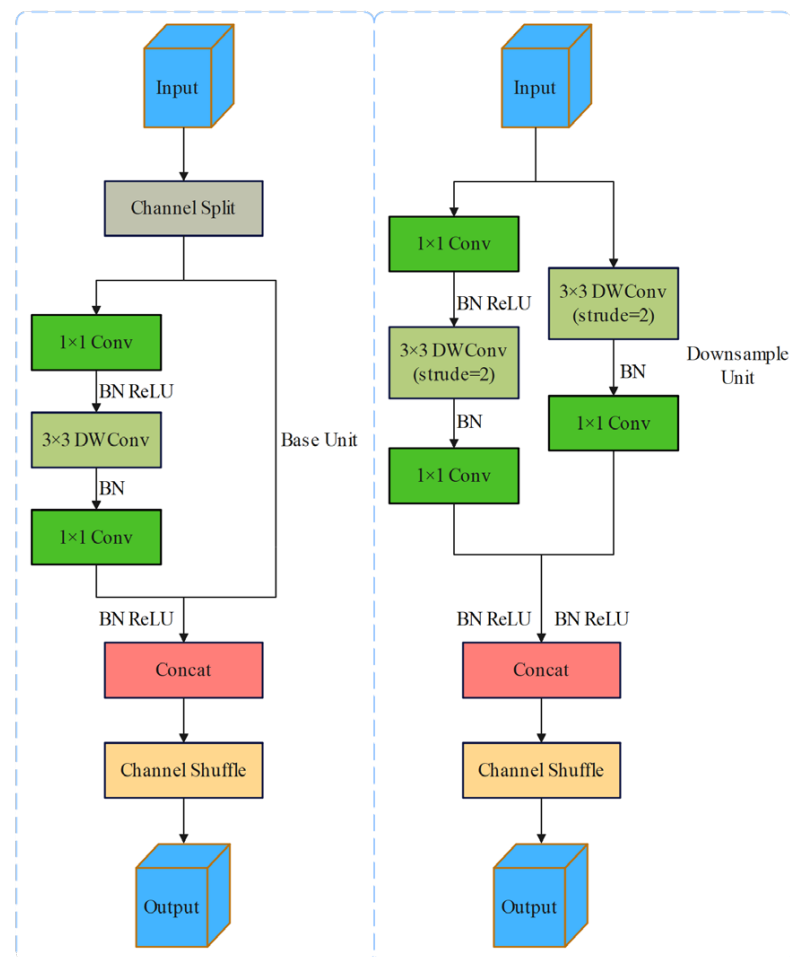 Input
Channel Split
1×1 Conv
BN ReLU
3×3 DWConv
BN
1×1 Conv
Base Unit
BN ReLU
Concat
Channel Shuffle
Output
Input
1×1 Conv
BN ReLU
3×3 DWConv
(strude=2)
BN
1×1 Conv
3×3 DWConv
(strude=2)
BN
1×1 Conv
Downsample
Unit
BN ReLU
BN ReLU
Concat
Channel Shuffle
Output